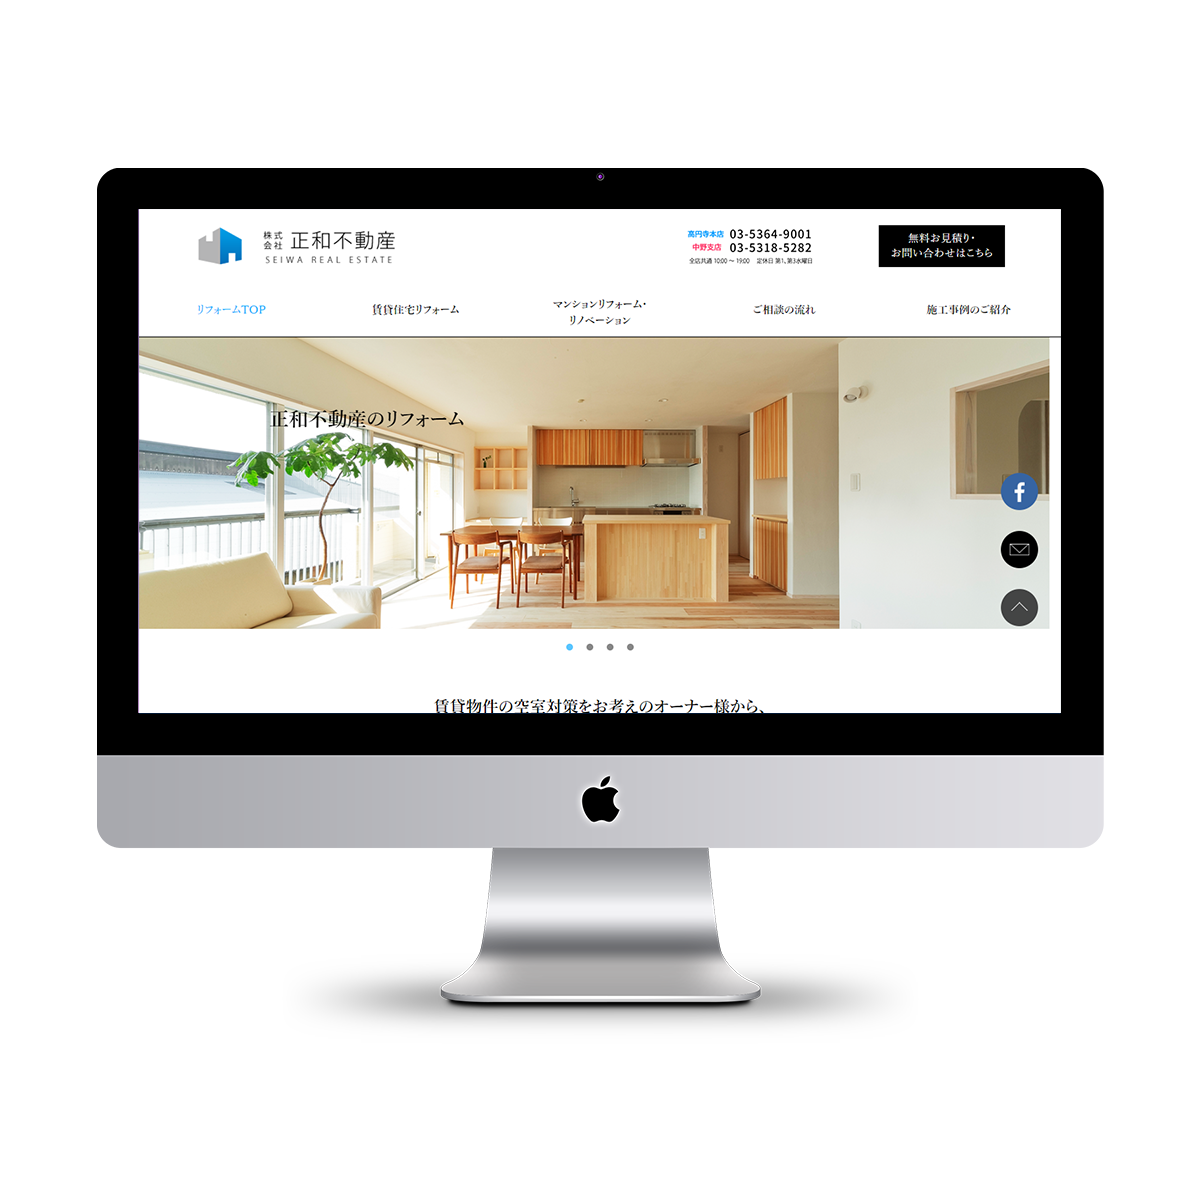 株式
会社 正和不動産
SEIWA REAL ESTATE
高円寺本店 03-5364-9001
中野支店 03-5318-5282
全店共通 10:00 〜 19:00 定休日 第1、第3水曜日
無料お見積り・
お問い合わせはこちら
リフォームTOP
賃貸住宅リフォーム
マンションリフォーム・
リノベーション
ご相談の流れ
施工事例のご紹介
正和不動産のリフォーム
賃貸物件の空室対策をお考えのオーナー様から、